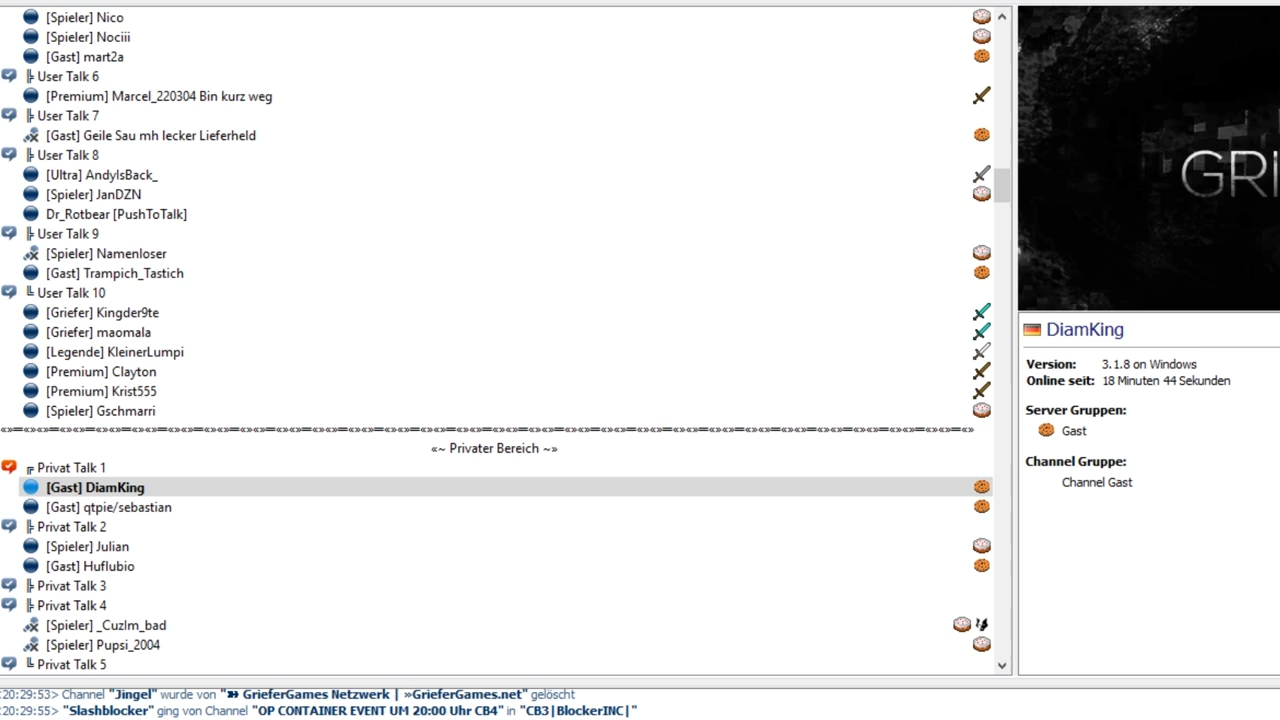 [Spieler] Nico
[Spieler] Nociii
[Gast] mart2a
╠ User Talk 6
[Premium] Marcel_220304 Bin kurz weg
╠ User Talk 7
[Gast] Geile Sau mh lecker Lieferheld
╠ User Talk 8
[Ultra] AndyIsBack_
[Spieler] JanDZN
Dr_Rotbear [PushToTalk]
╠ User Talk 9
[Spieler] Namenloser
[Gast] Trampich_Tastich
╚ User Talk 10
[Griefer] Kingder9te
[Griefer] maomala
[Legende] KleinerLumpi
[Premium] Clayton
[Premium] Krist555
[Spieler] Gschmarri
«~ Privater Bereich ~»
╔ Privat Talk 1
[Gast] DiamKing
[Gast] qtpie/sebastian
╠ Privat Talk 2
[Spieler] Julian
[Gast] Huflubio
╠ Privat Talk 3
╠ Privat Talk 4
[Spieler] _CuzIm_bad
[Spieler] Pupsi_2004
╚ Privat Talk 5
GRI
DiamKing
Version: 3.1.8 on Windows
Online seit: 18 Minuten 44 Sekunden
Server Gruppen:
Gast
Channel Gruppe:
Channel Gast
:20:29:53> Channel "Jingel" wurde von "GrieferGames Netzwerk | »GrieferGames.net" gelöscht
:20:29:55> "Slashblocker" ging von Channel "OP CONTAINER EVENT UM 20:00 Uhr CB4" in "CB3|BlockerINC|"